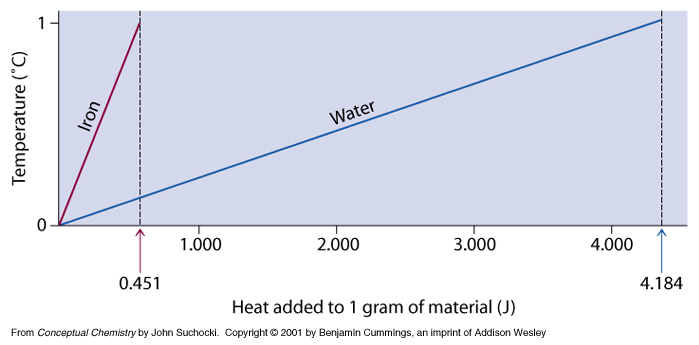 1
Temperature (˚C)
Iron
Water
0
1.000
2.000
3.000
4.000
0.451
4.184
Heat added to 1 gram of material (J)
From Conceptual Chemistry by John Suchocki. Copyright © 2001 by Benjamin Cummings, an imprint of Addison Wesley